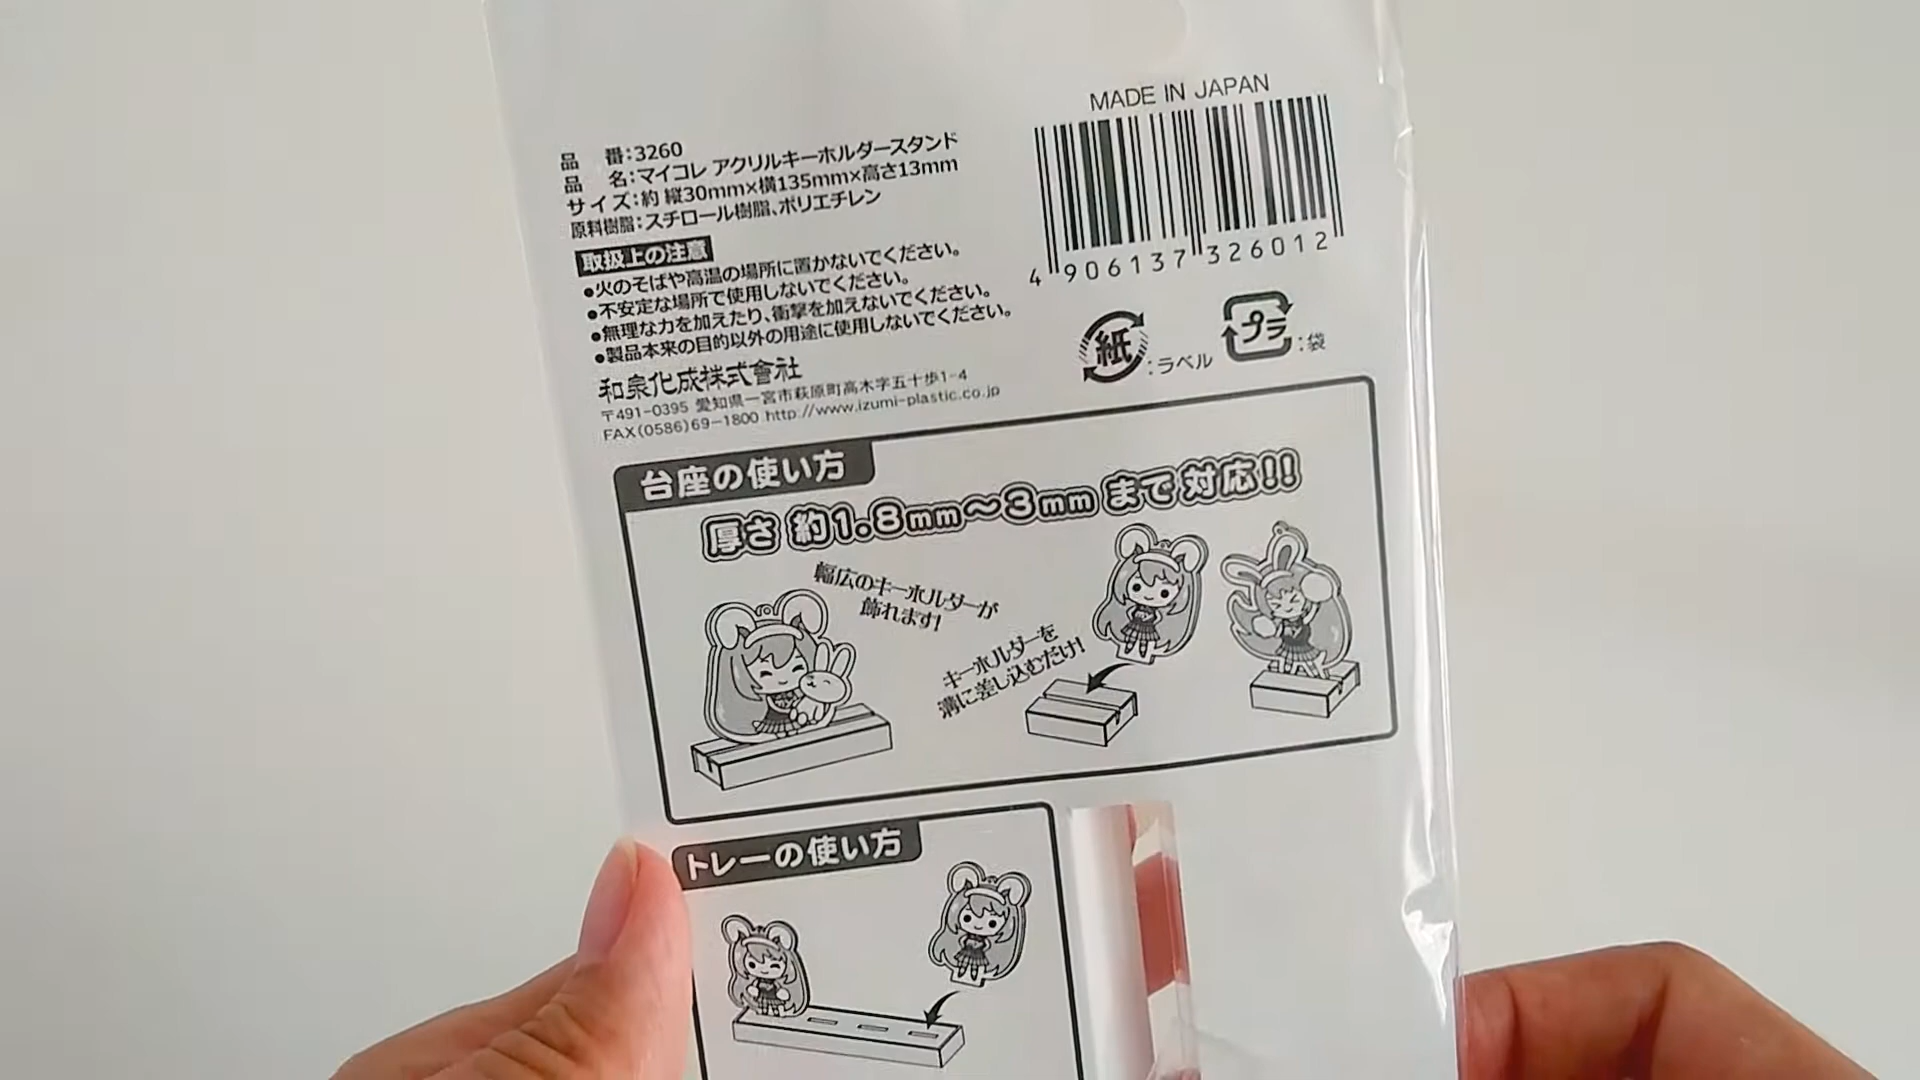 品　番:3260
品　名:マイコレ アクリルキーホルダースタンド
サイズ:約 縦30mm×横135mm×高さ13mm
原料樹脂:スチロール樹脂、ポリエチレン
取扱上の注意
●火のそばや高温の場所に置かないでください。
●不安定な場所で使用しないでください。
●無理な力を加えたり、衝撃を加えないでください。
●製品本来の目的以外の用途に使用しないでください。
和泉化成株式會社
〒491-0395 愛知県一宮市萩原町高木字五十歩1-4
FAX(0586)69-1800 http://www.izumi-plastic.co.jp
MADE IN JAPAN
4 906137 326012
紙:ラベル
プラ:袋
台座の使い方
厚さ 約1.8mm～3mm まで 対応!!
幅広のキーホルダーが
飾れます!
キーホルダーを
溝に差し込むだけ!
トレーの使い方